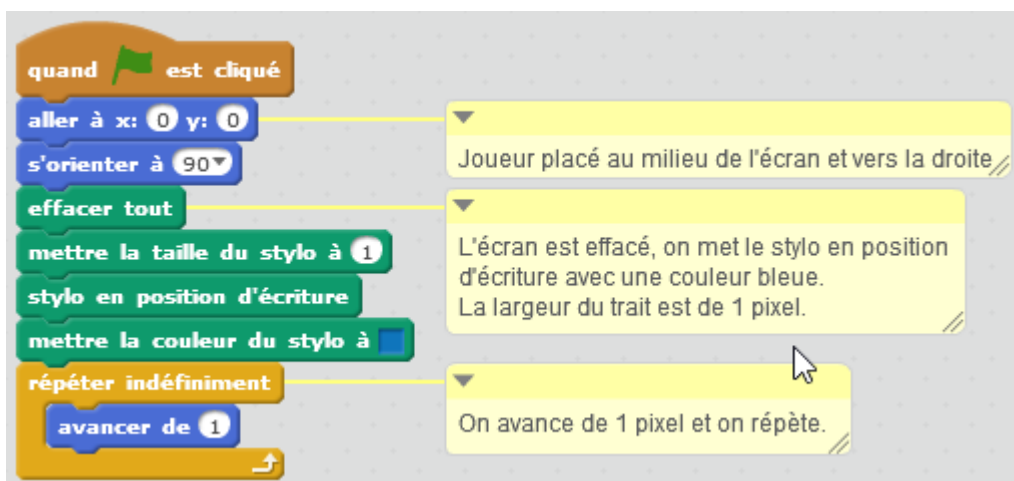 quand est cliqué
aller à x: 0 y: 0
s'orienter à 90
effacer tout
mettre la taille du stylo à 1
stylo en position d'écriture
mettre la couleur du stylo à
répéter indéfiniment
avancer de 1
Joueur placé au milieu de l'écran et vers la droite
L'écran est effacé, on met le stylo en position
d'écriture avec une couleur bleue.
La largeur du trait est de 1 pixel.
On avance de 1 pixel et on répète.